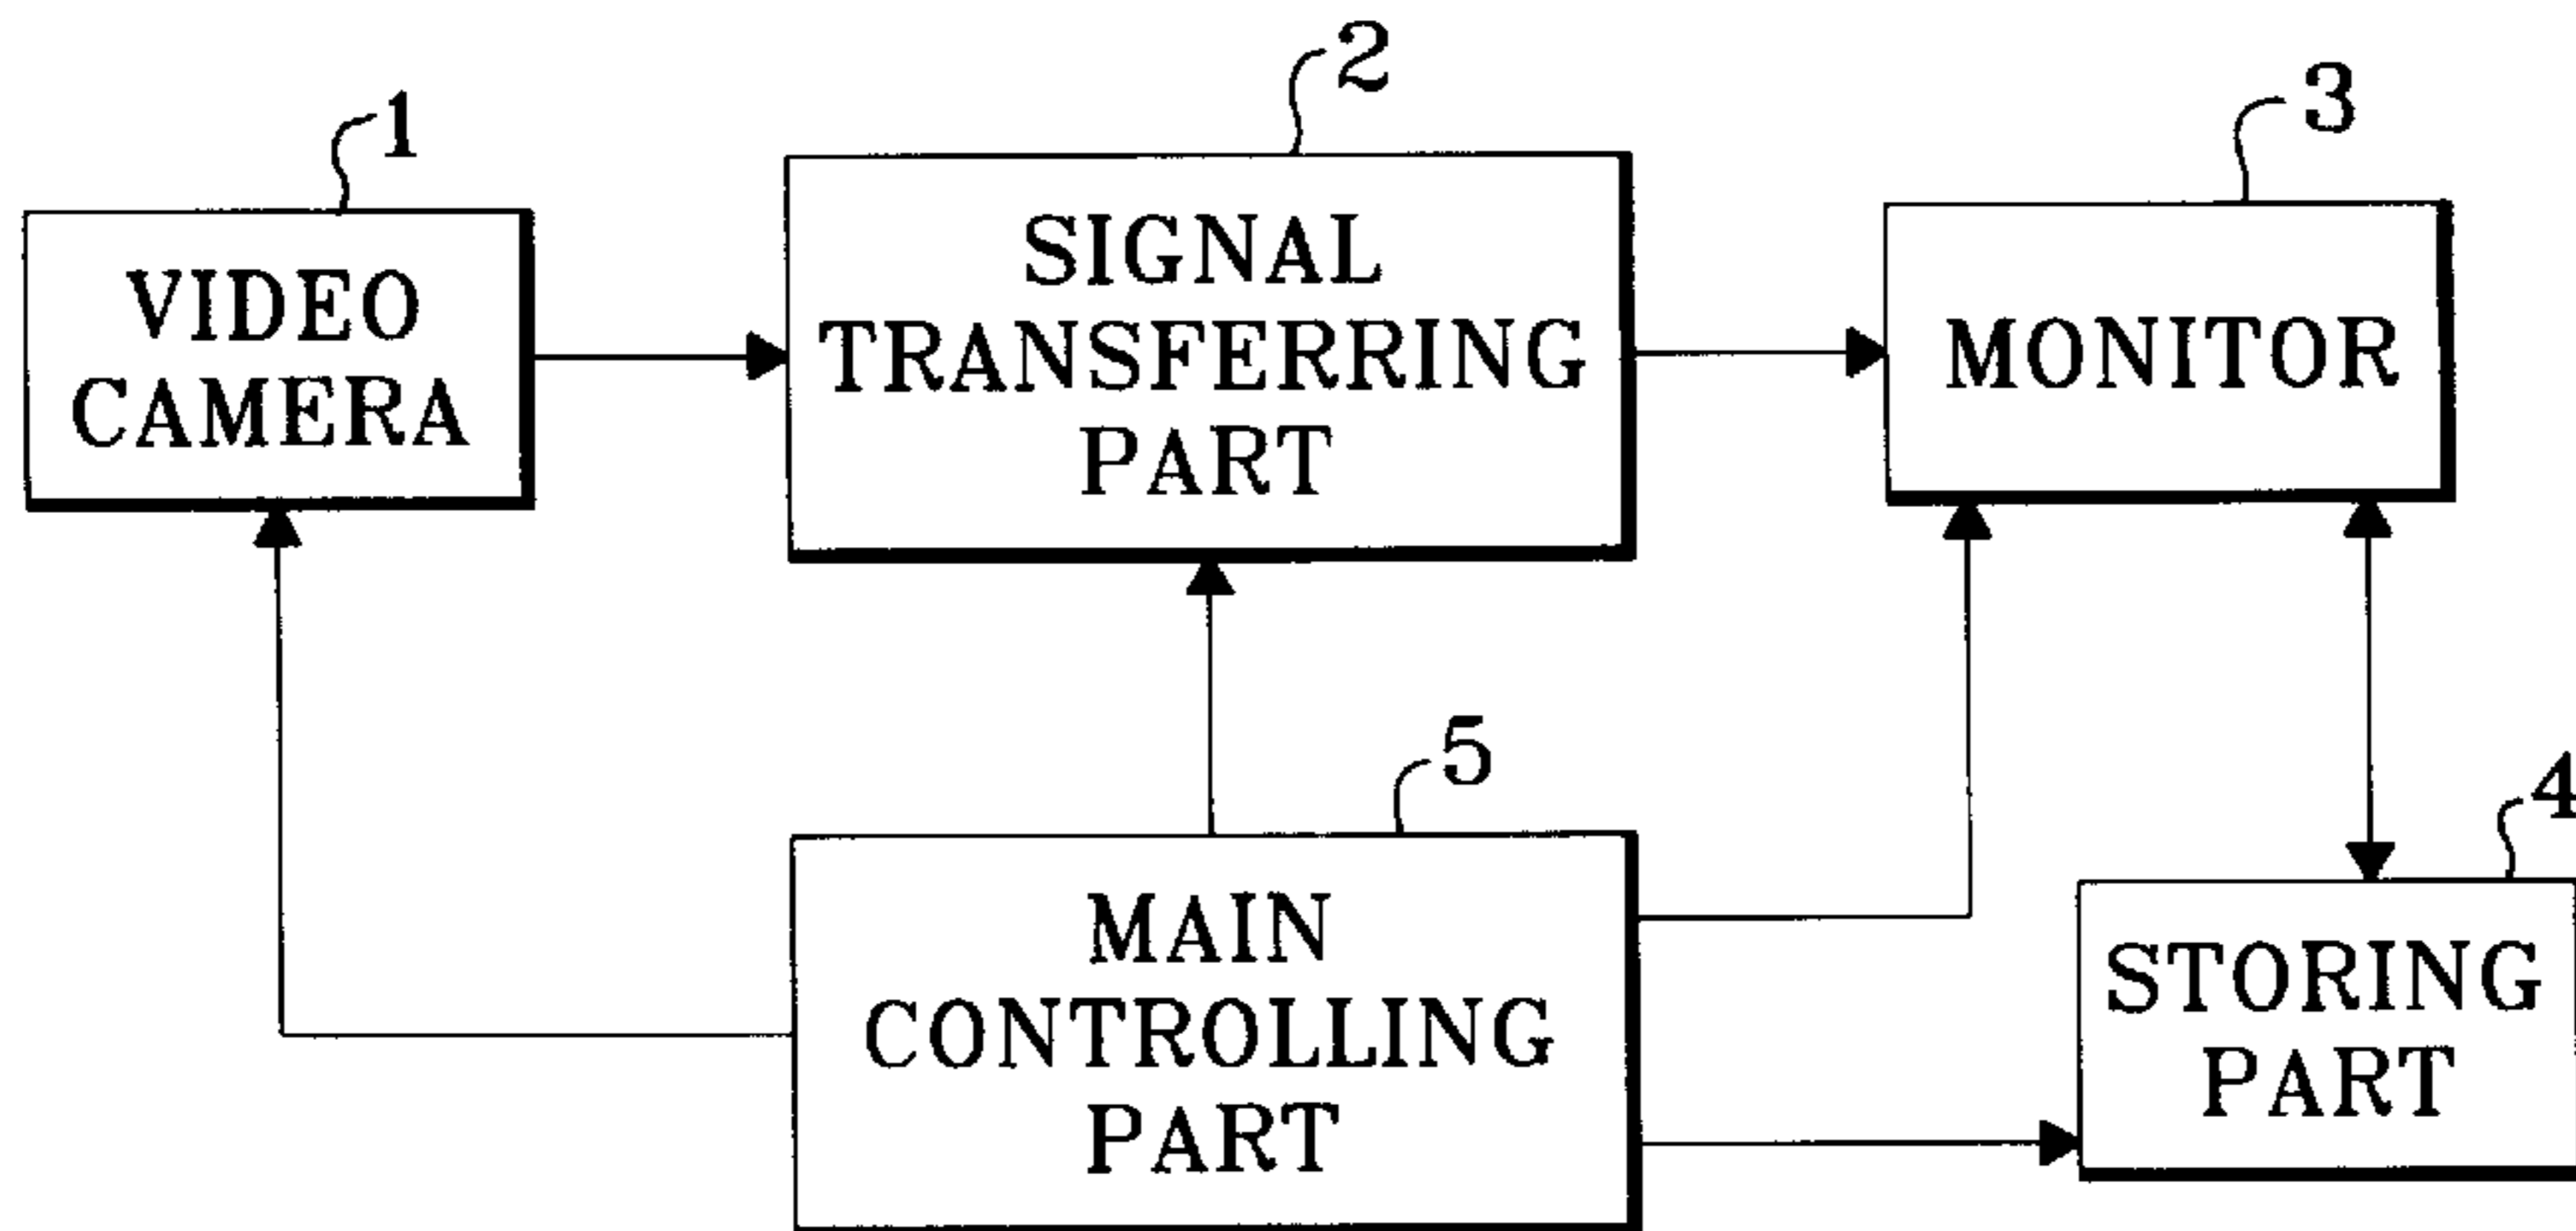 1
VIDEO
CAMERA
2
SIGNAL
TRANSFERRING
PART
3
MONITOR
5
MAIN
CONTROLLING
PART
4
STORING
PART